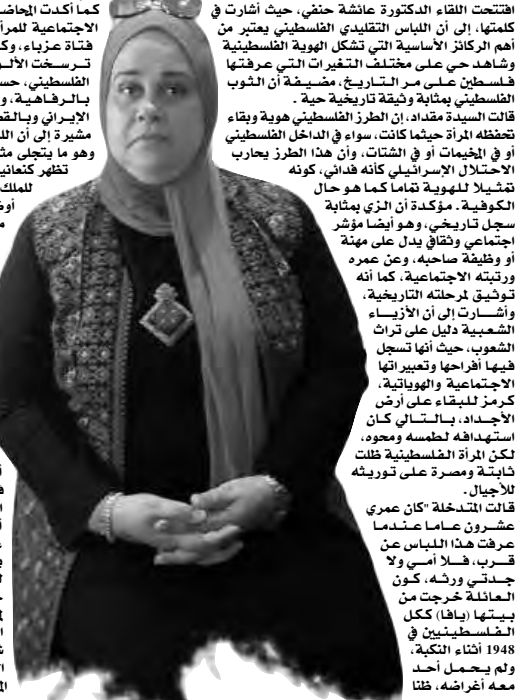 افتتحت اللقاء الدكتورة عائشة حنفي، حيث أشارت في
كلمتها، إلى أن اللباس التقليدي الفلسطيني يعتبر من
أهم الركائز الأساسية التي تشكل الهوية الفلسطينية
وشاهد حي على مختلف التغيرات التي عرفتها
فلسطين على مر التاريخ، مضيفة أن الثوب
الفلسطيني بمثابة وثيقة تاريخية حية .
قالت السيدة مقداد، إن الطرز الفلسطيني هوية وبقاء
تحفظه المرأة حيثما كانت، سواء في الداخل الفلسطيني
أو في المخيمات أو في الشتات، وأن هذا الطرز يحارب
الاحتلال الإسرائيلي كأنه فدائي، كونه
تمثيلا للهوية تماما كما هو حال
الكوفية. مؤكدة أن الزي بمثابة
سجل تاريخي، وهو أيضا مؤشر
اجتماعي وثقافي يدل على مهنة
أو وظيفة صاحبه، وعن عمره
ورتبته الاجتماعية، كما أنه
توثيق لمرحلته التاريخية،
وأشارت إلى أن الأزياء
الشعبية دليل على تراث
الشعوب، حيث أنها تسجل
فيها أفراحها وتعبيراتها
الاجتماعية والهوياتية،
كرمز للبقاء على أرض
الأجداد، بالتالي كان
استهدافه لطمسه ومحوه،
لكن المرأة الفلسطينية ظلت
ثابتة ومصرة على توريثه
للأجيال.
قالت المتدخلة "كان عمري
عشرون عاما عندما
عرفت هذا اللباس عن
قرب، فلا أمي ولا
جدتي ورثه، كون
العائلة خرجت من
بيتها (يافا) ككل
الفلسطينيين في
1948 أثناء النكبة،
ولم يحمل أحد
معه أغراضه، ظنا
كما أكدت المحاضـ
الاجتماعية للمرأ
فتاة عزباء، وكـ
ترسخت الألـ
الفلسطيني، حسـ
بالرفاهية، و
الإيراني وبالقصـ
مشيرة إلى أن اللـ
وهو ما يتجلى مثـ
تظهر كنعانيـ
للملك